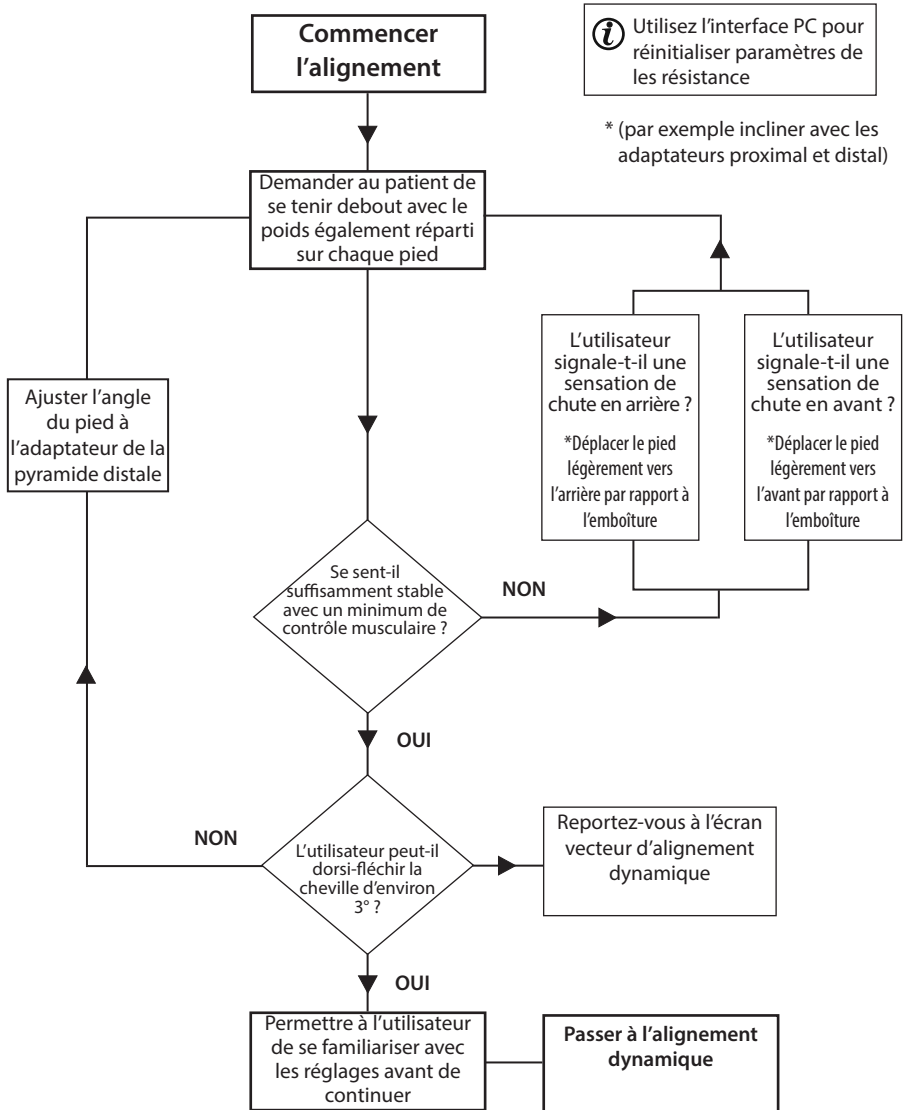 Commencer
l'alignement
Utilisez l'interface PC pour
réinitialiser paramètres de
les résistance
* (par exemple incliner avec les
adaptateurs proximal et distal)
Demander au patient de
se tenir debout avec le
poids également réparti
sur chaque pied
L'utilisateur
signale-t-il une
sensation de
chute en arrière ?
*Déplacer le pied
légèrement vers
l'arrière par rapport à
l'emboîture
L'utilisateur
signale-t-il une
sensation de
chute en avant ?
*Déplacer le pied
légèrement vers
l'avant par rapport à
l'emboîture
Ajuster l'angle
du pied à
l'adaptateur de la
pyramide distale
Se sent-il
suffisamment stable
avec un minimum de
contrôle musculaire ?
NON
OUI
NON
L'utilisateur peut-il
dorsi-fléchir la
cheville d'environ
3° ?
Reportez-vous à l'écran
vecteur d'alignement
dynamique
OUI
Permettre à l'utilisateur
de se familiariser avec
les réglages avant de
continuer
Passer à l'alignement
dynamique